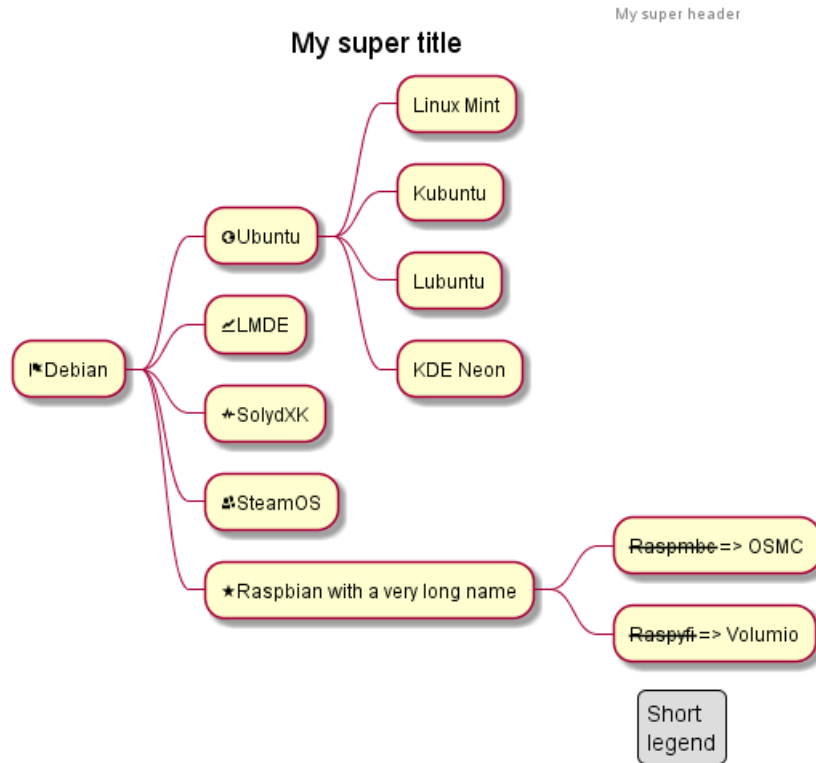 My super header
My super title
Linux Mint
Kubuntu
Ubuntu
Lubuntu
LMDE
KDE Neon
Debian
SolydXK
SteamOS
Raspmbc => OSMC
Raspbian with a very long name
Raspyfi => Volumio
Short
legend